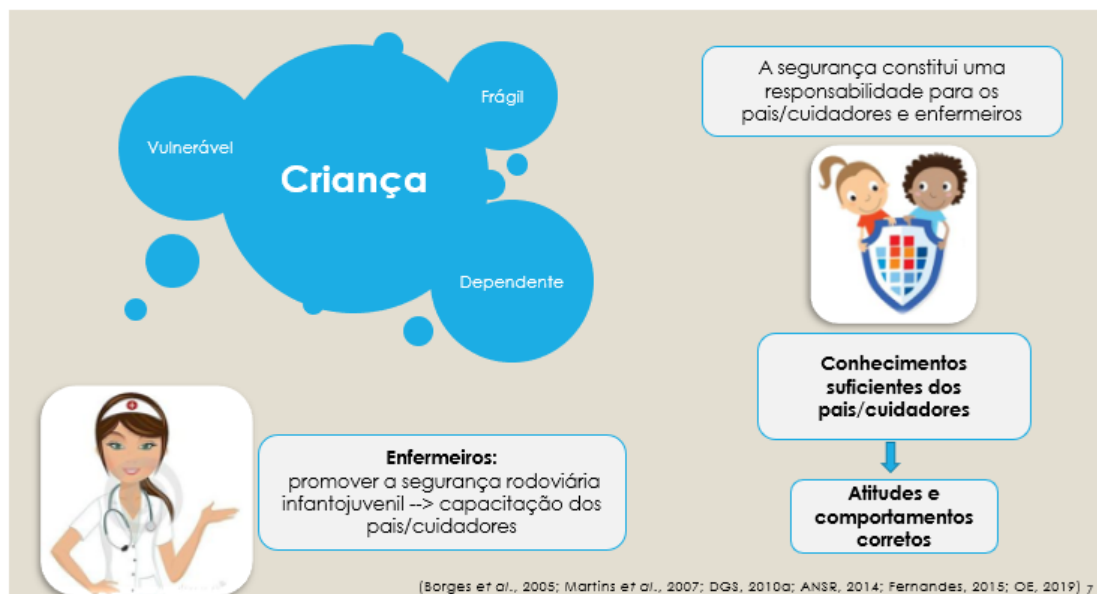 Vulnerável
Frágil
Criança
Dependente
A segurança constitui uma
responsabilidade para os
pais/cuidadores e enfermeiros
Conhecimentos
suficientes dos
pais/cuidadores
Atitudes e
comportamentos
corretos
Enfermeiros:
promover a segurança rodoviária
infantojuvenil --> capacitação dos
pais/cuidadores
(Borges et al., 2005; Martins et al., 2007; DGS, 2010a; ANSR, 2014; Fernandes, 2015; OE, 2019) 7